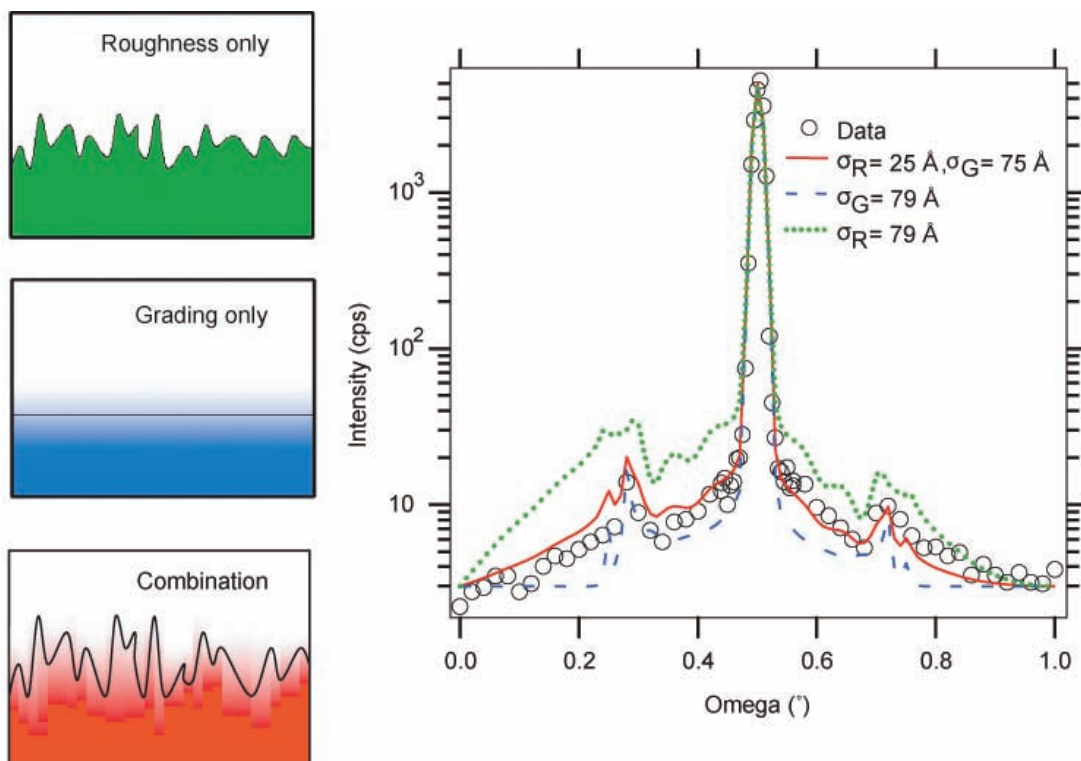 Roughness only
Grading only
Combination
Intensity (cps)
10³
10²
10
Data
σR= 25 Å,σG= 75 Å
σG= 79 Å
σR= 79 Å
0.0 0.2 0.4 0.6 0.8 1.0
Omega (°)